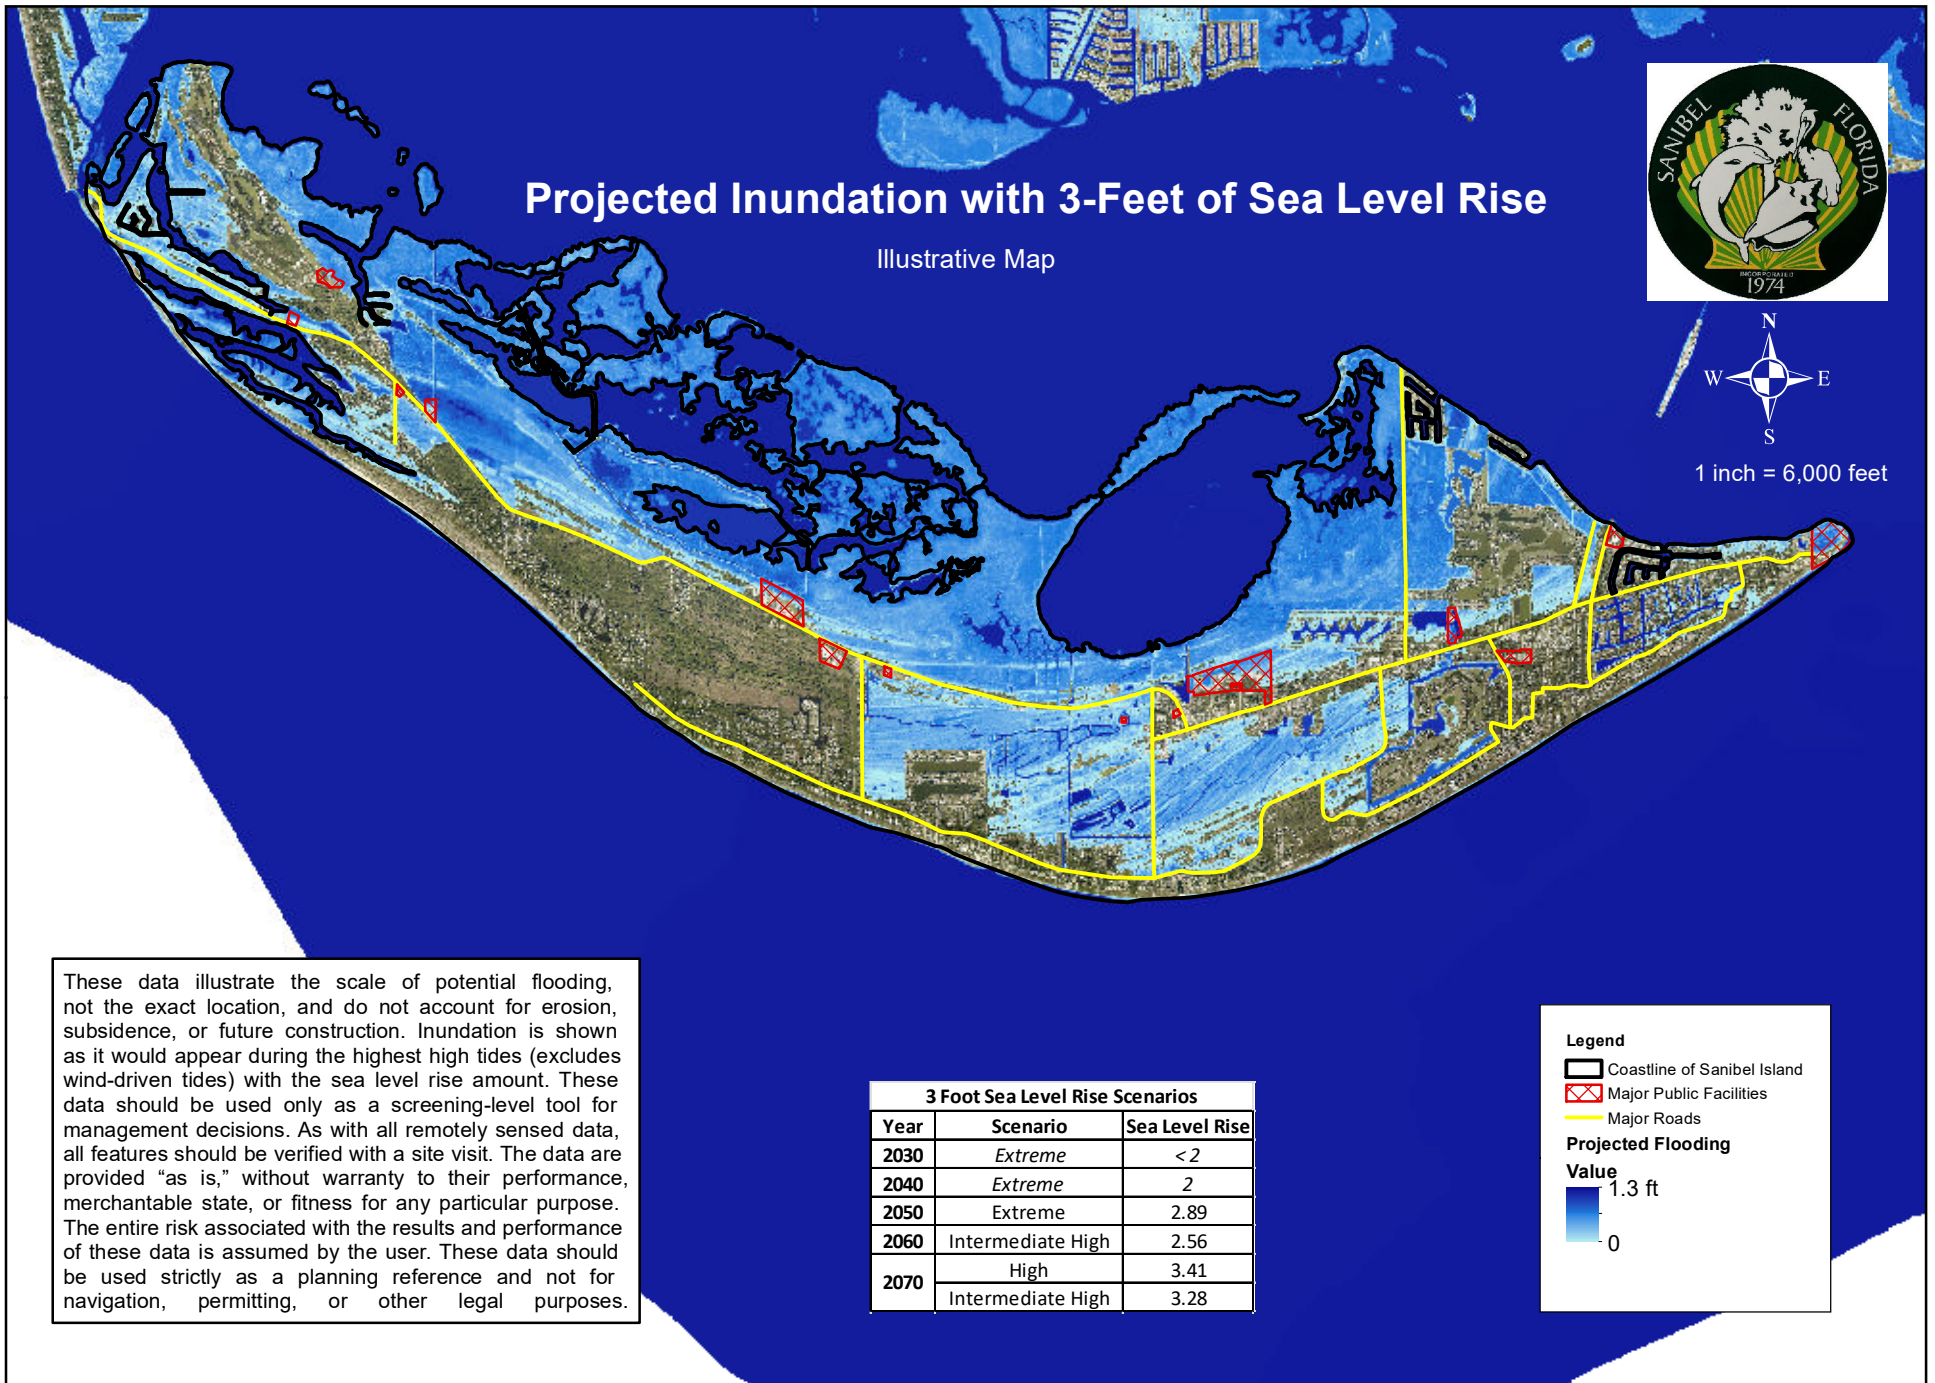 Projected Inundation with 3-Feet of Sea Level Rise
Illustrative Map
SANIBEL FLORIDA
INCORPORATED
1974
N
W E
S
1 inch = 6,000 feet
These data illustrate the scale of potential flooding,
not the exact location, and do not account for erosion,
subsidence, or future construction. Inundation is shown
as it would appear during the highest high tides (excludes
wind-driven tides) with the sea level rise amount. These
data should be used only as a screening-level tool for
management decisions. As with all remotely sensed data,
all features should be verified with a site visit. The data are
provided “as is,” without warranty to their performance,
merchantable state, or fitness for any particular purpose.
The entire risk associated with the results and performance
of these data is assumed by the user. These data should
be used strictly as a planning reference and not for
navigation, permitting, or other legal purposes.
3 Foot Sea Level Rise Scenarios
Year Scenario Sea Level Rise
2030 Extreme < 2
2040 Extreme 2
2050 Extreme 2.89
2060 Intermediate High 2.56
2070 High 3.41
Intermediate High 3.28
Legend
Coastline of Sanibel Island
Major Public Facilities
Major Roads
Projected Flooding
Value
1.3 ft
0